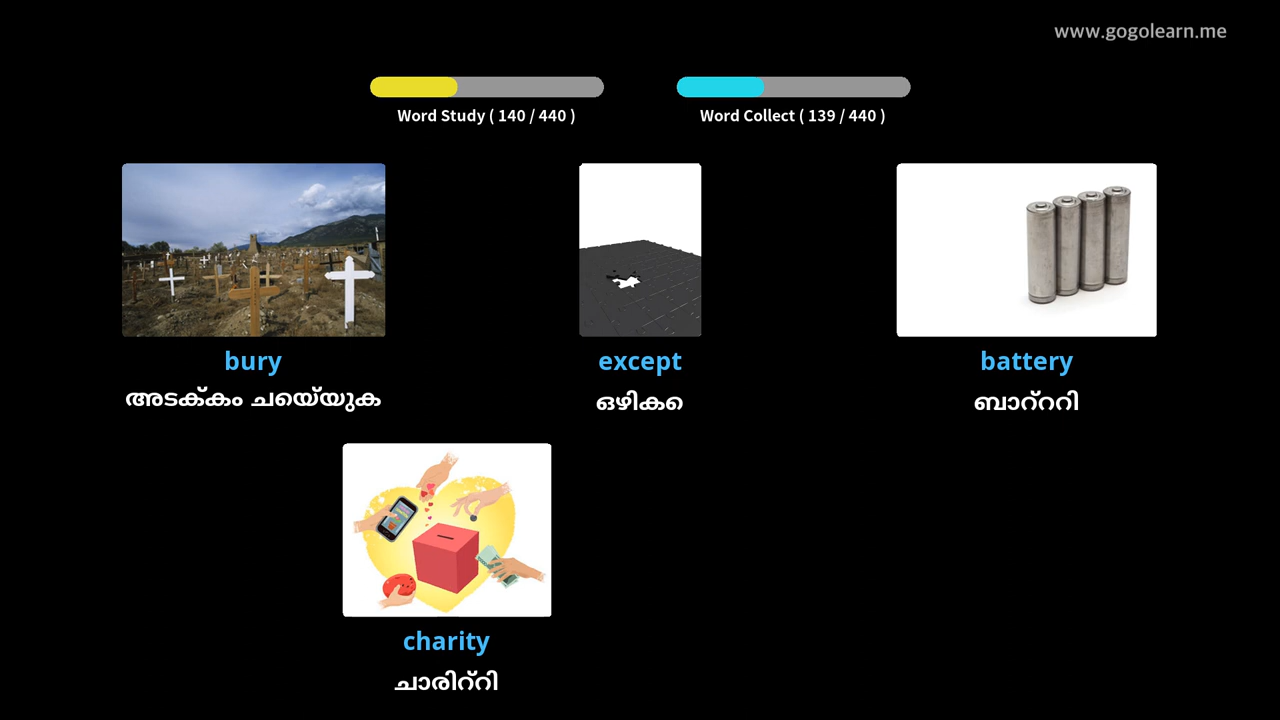 www.gogolearn.me
Word Study ( 140 / 440 )
Word Collect ( 139 / 440 )
bury
except
battery
അടക്കം ചെയ്യുക
ഒഴികെ
ബാറ്ററി
charity
ചാരിറ്റി